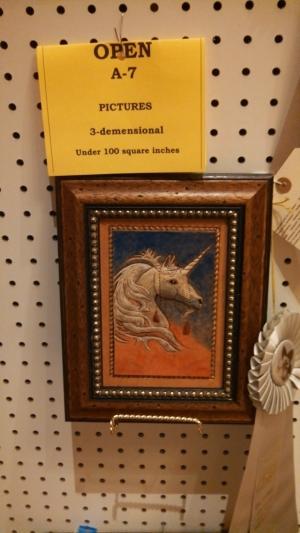 OPEN
A-7
PICTURES
3-demensional
Under 100 square inches